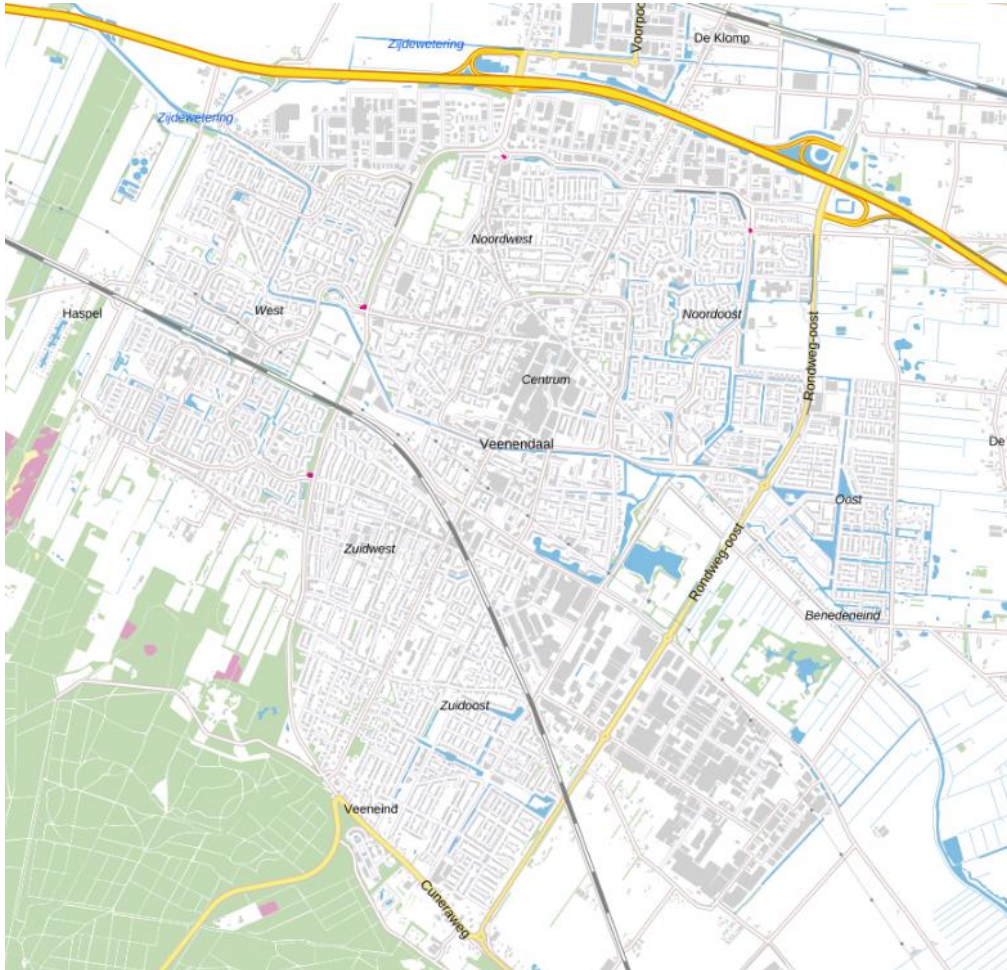 Voorpoo
De Klomp
Zijdewetering
Zijdewetering
Noordwest
Haspel
West
Noordoost
Rondweg-oost
Centrum
Veenendaal
De
Oost
Zuidwest
Rondweg-oost
Benedeneind
Zuidoost
Veeneind
Cuneraweg